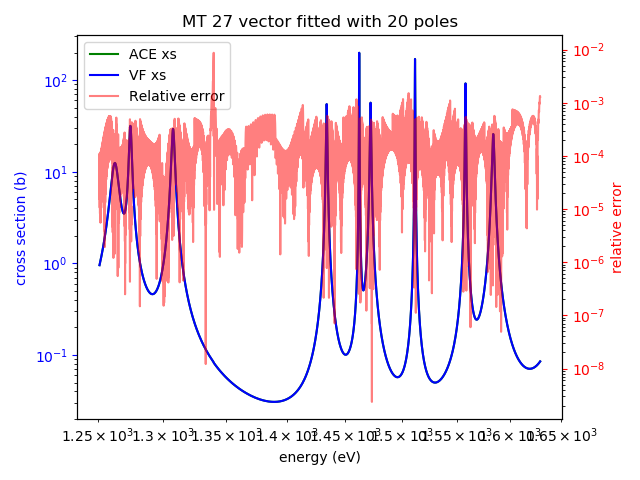 MT 27 vector fitted with 20 poles
ACE xs
VF xs
Relative error
cross section (b)
10²
10¹
10⁰
10⁻¹
10⁻²
10⁻³
10⁻⁴
10⁻⁵
10⁻⁶
10⁻⁷
10⁻⁸
relative error
1.25 × 10³ 1.3 × 10³ 1.35 × 10³ 1.4 × 10³ 1.45 × 10³ 1.5 × 10³ 1.55 × 10³ 1.6 × 10³ 1.65 × 10³
energy (eV)